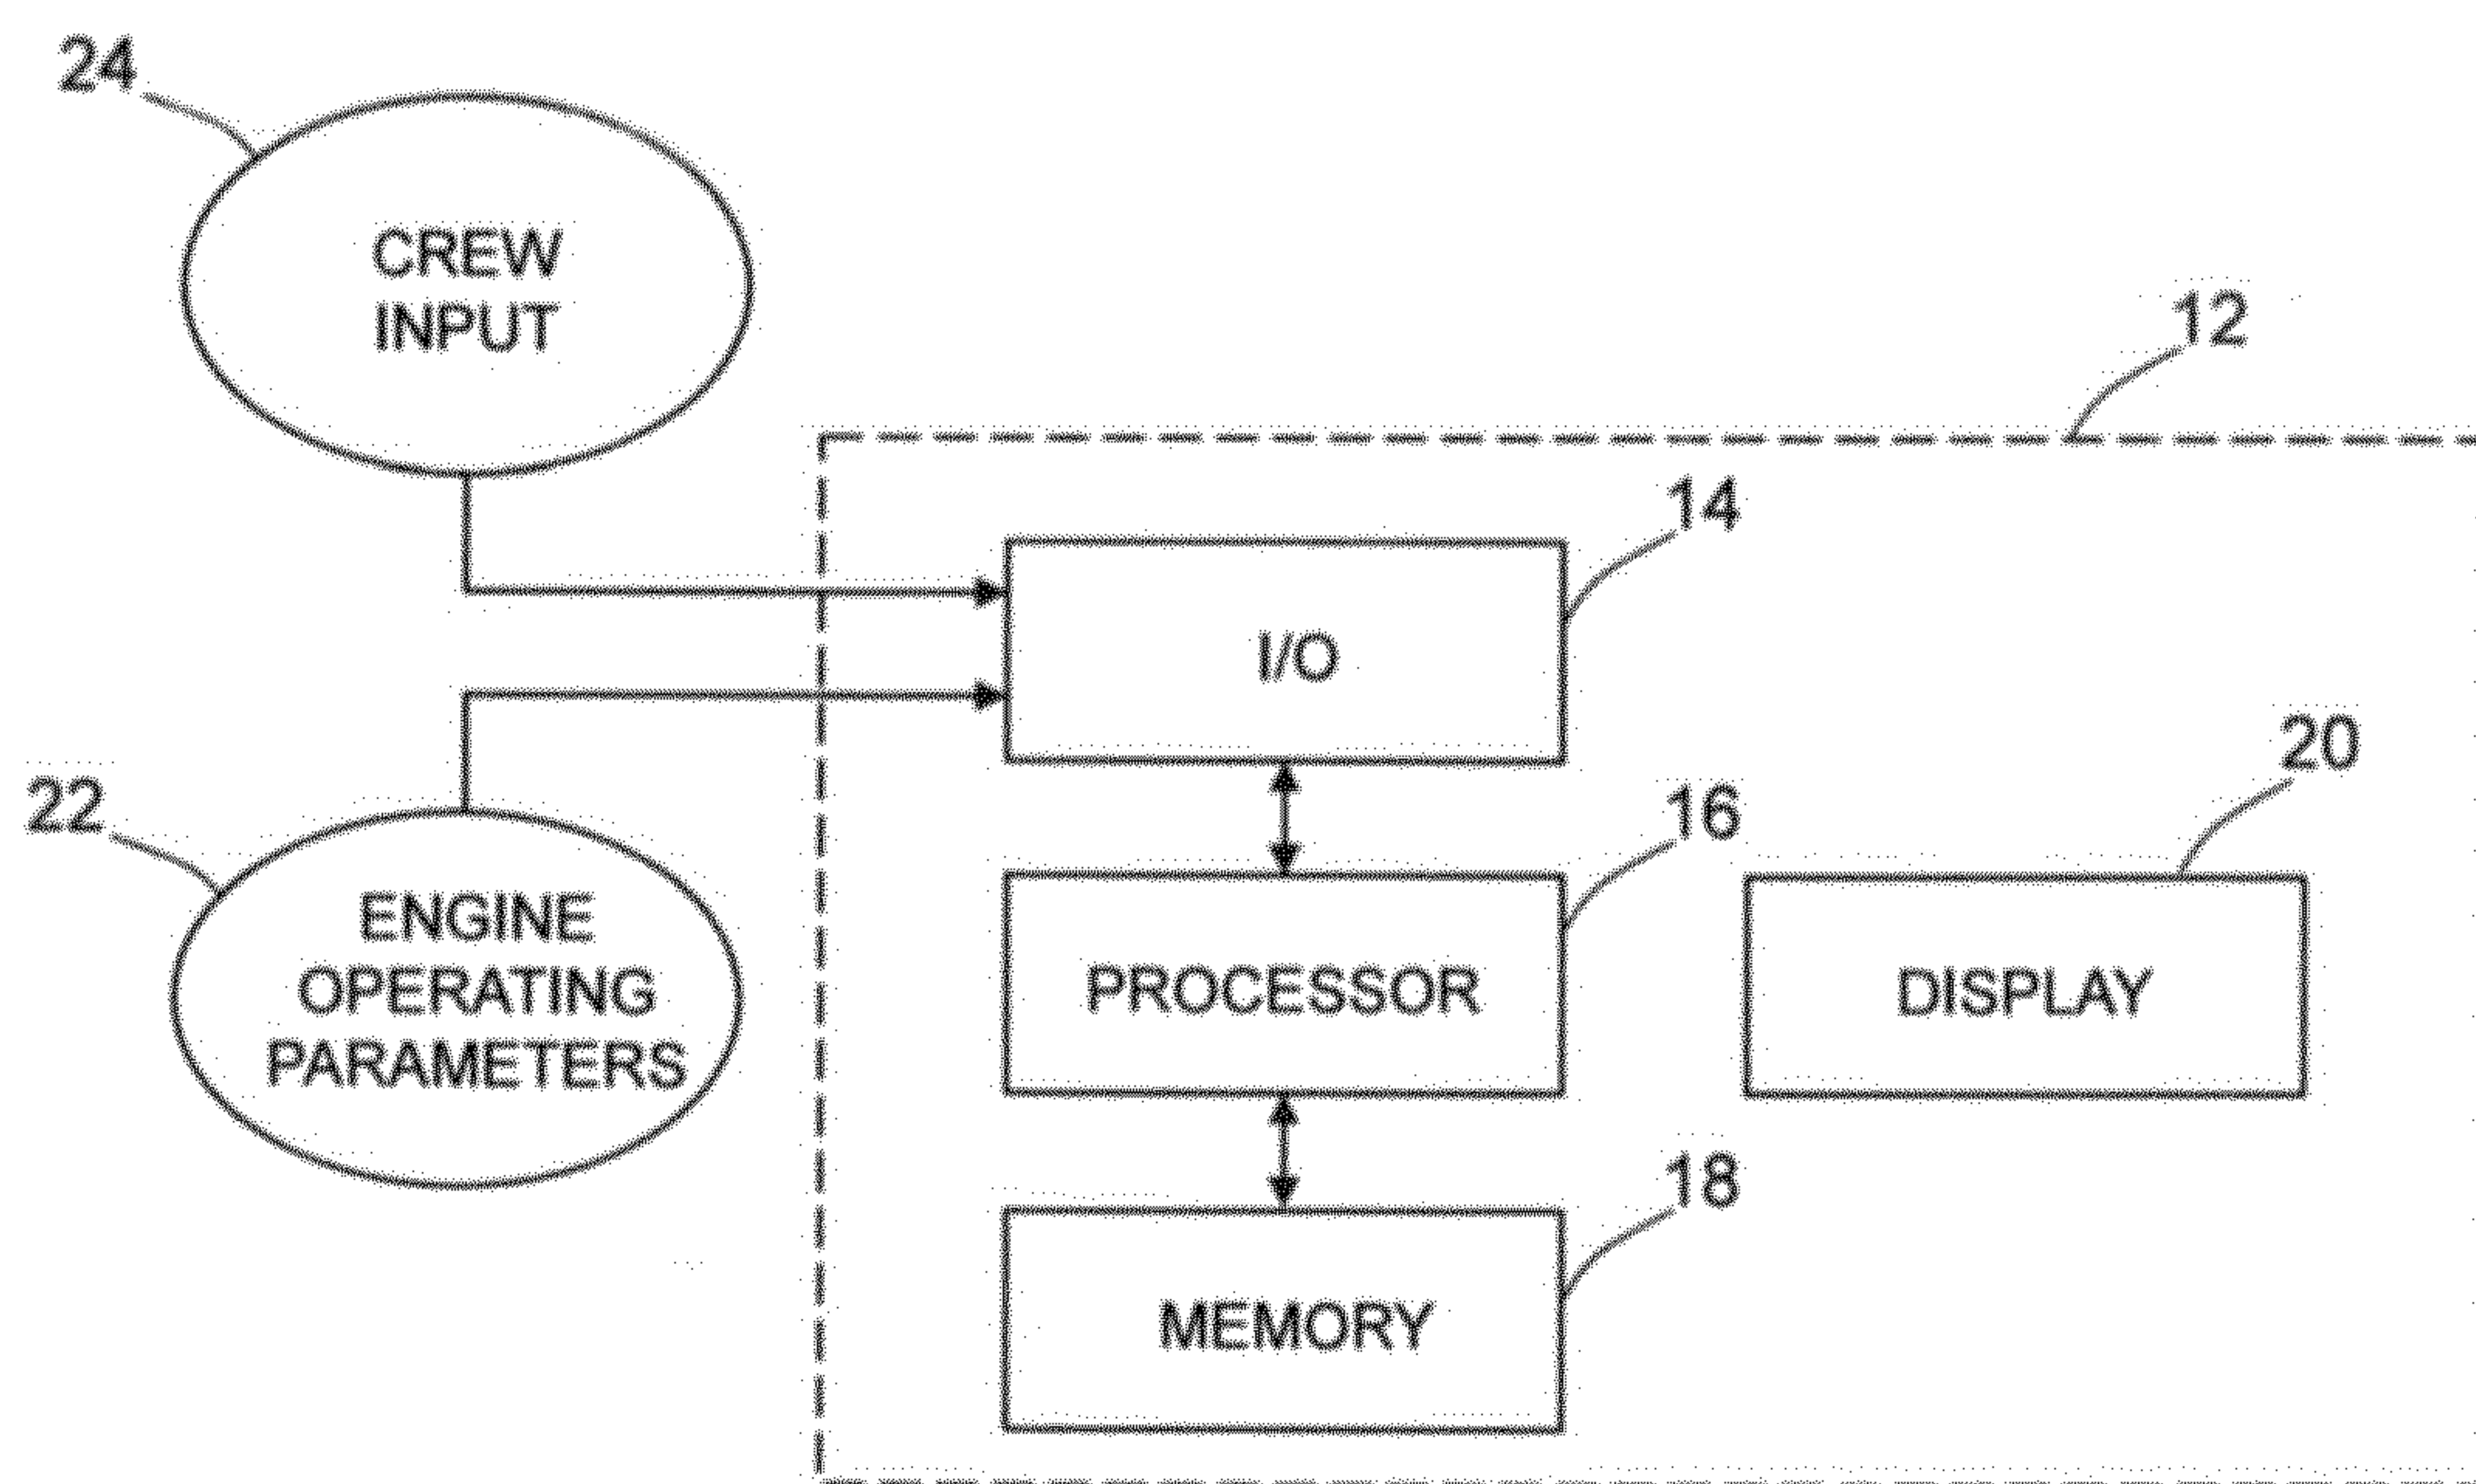 24
CREW
INPUT
12
14
I/O
20
22
16
ENGINE
OPERATING
PARAMETERS
PROCESSOR
DISPLAY
18
MEMORY